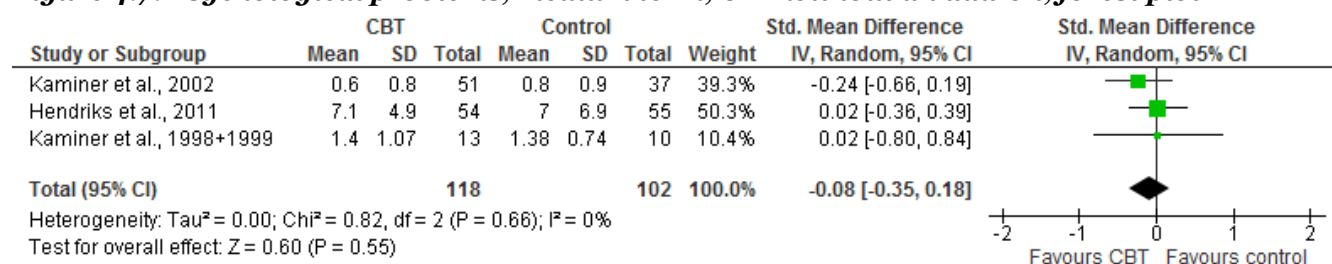 CBT Control Std. Mean Difference Std. Mean Difference
Study or Subgroup Mean SD Total Mean SD Total Weight IV, Random, 95% CI IV, Random, 95% CI
Kaminer et al., 2002 0.6 0.8 51 0.8 0.9 37 39.3% -0.24 [-0.66, 0.19]
Hendriks et al., 2011 7.1 4.9 54 7 6.9 55 50.3% 0.02 [-0.36, 0.39]
Kaminer et al., 1998+1999 1.4 1.07 13 1.38 0.74 10 10.4% 0.02 [-0.80, 0.84]
Total (95% CI) 118 102 100.0% -0.08 [-0.35, 0.18]
Heterogeneity: Tau² = 0.00; Chi² = 0.82, df = 2 (P = 0.66); I² = 0%
Test for overall effect: Z = 0.60 (P = 0.55)
-2 -1 0 1 2
Favours CBT Favours control